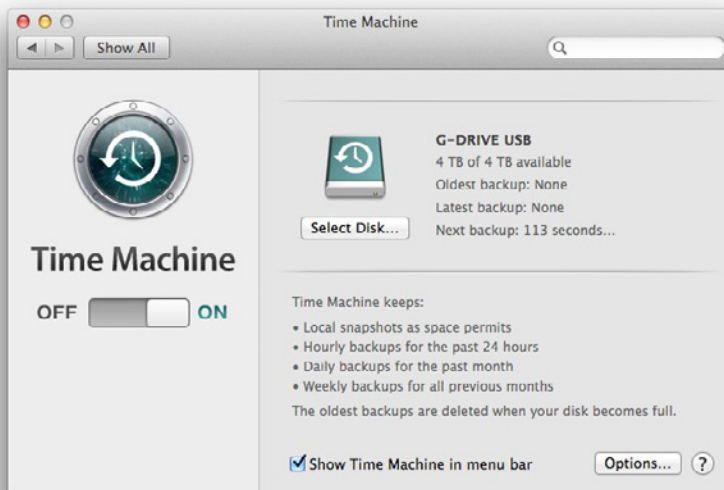 Time Machine
Show All
Time Machine
OFF ON
G-DRIVE USB
4 TB of 4 TB available
Oldest backup: None
Latest backup: None
Next backup: 113 seconds...
Select Disk...
Time Machine keeps:
• Local snapshots as space permits
• Hourly backups for the past 24 hours
• Daily backups for the past month
• Weekly backups for all previous months
The oldest backups are deleted when your disk becomes full.
Show Time Machine in menu bar
Options... ?